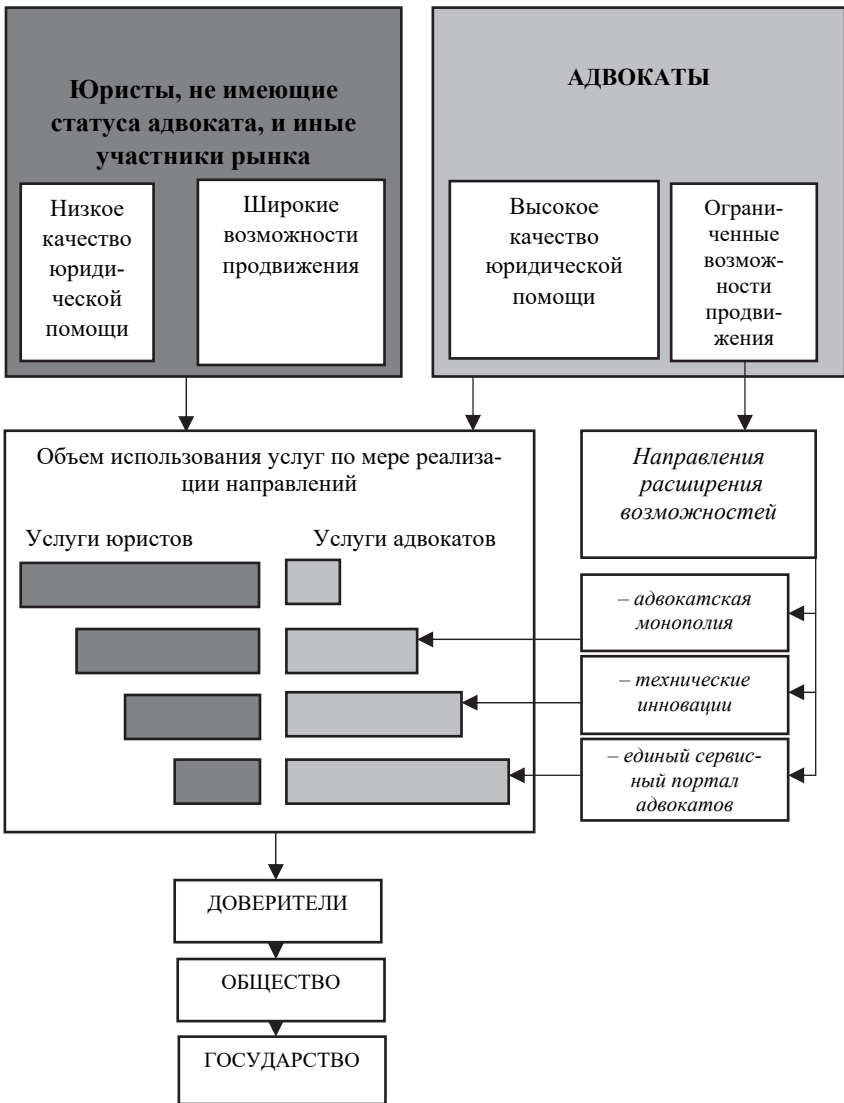 Юристы, не имеющие
статуса адвоката, и иные
участники рынка
Низкое
качество
юриди-
ческой
помощи
Широкие
возможности
продвижения
АДВОКАТЫ
Высокое
качество
юридической
помощи
Ограни-
ченные
возмож-
ности
продви-
жения
Объем использования услуг по мере реализа-
ции направлений
Услуги юристов
Услуги адвокатов
Направления
расширения
возможностей
– адвокатская
монополия
– технические
инновации
– единый сервис-
ный портал
адвокатов
ДОВЕРИТЕЛИ
ОБЩЕСТВО
ГОСУДАРСТВО